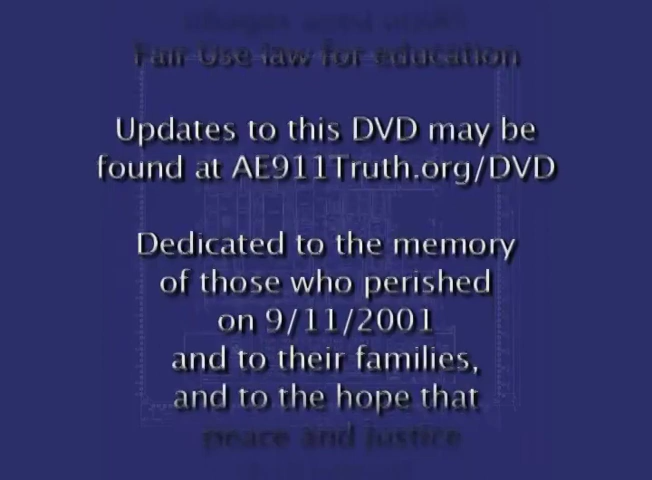 Fair Use law for education
Updates to this DVD may be
found at AE911Truth.org/DVD
Dedicated to the memory
of those who perished
on 9/11/2001
and to their families,
and to the hope that
peace and justice